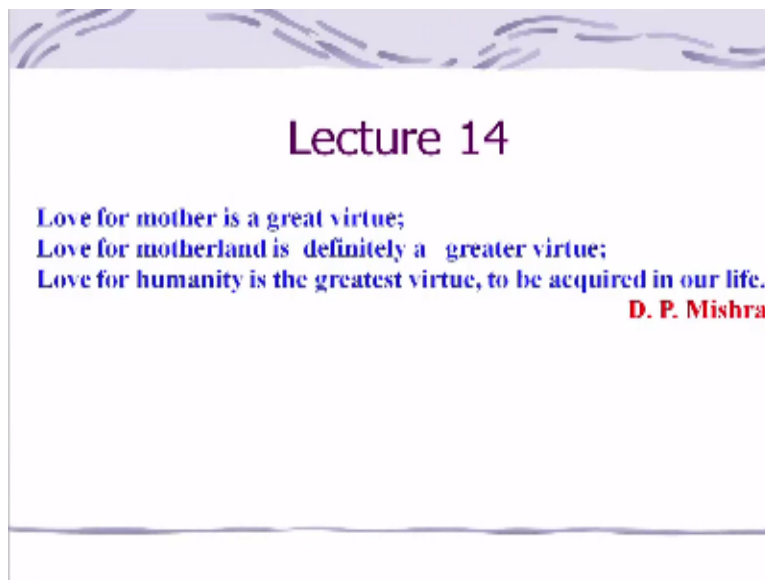 Lecture 14
Love for mother is a great virtue;
Love for motherland is definitely a greater virtue;
Love for humanity is the greatest virtue, to be acquired in our life.
D. P. Mishra